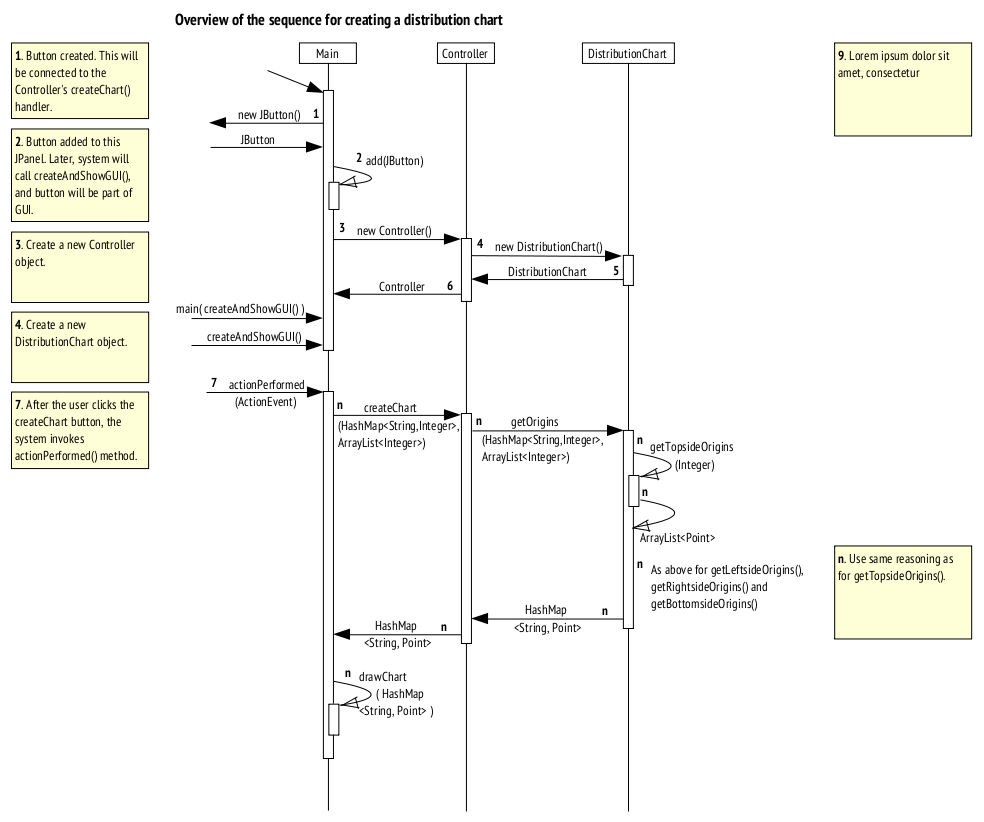 Overview of the sequence for creating a distribution chart
1. Button created. This will
be connected to the
Controller's createChart()
handler.
2. Button added to this
JPanel. Later, system will
call createAndShowGUI(),
and button will be part of
GUI.
3. Create a new Controller
object.
4. Create a new
DistributionChart object.
7. After the user clicks the
createChart button, the
system invokes
actionPerformed() method.
Main
Controller
DistributionChart
new JButton() 1
JButton
2 add(JButton)
3 new Controller()
4 new DistributionChart()
DistributionChart 5
Controller 6
main( createAndShowGUI() )
createAndShowGUI()
7 actionPerformed
(ActionEvent)
n createChart
(HashMap<String,Integer>,
ArrayList<Integer>)
n getOrigins
(HashMap<String,Integer>,
ArrayList<Integer>)
n getTopsideOrigins
(Integer)
n
ArrayList<Point>
n As above for getLeftsideOrigins(),
getRightsideOrigins() and
getBottomsideOrigins()
HashMap n
<String, Point>
HashMap n
<String, Point>
n drawChart
( HashMap
<String, Point> )
9. Lorem ipsum dolor sit
amet, consectetur
n. Use same reasoning as
for getTopsideOrigins().